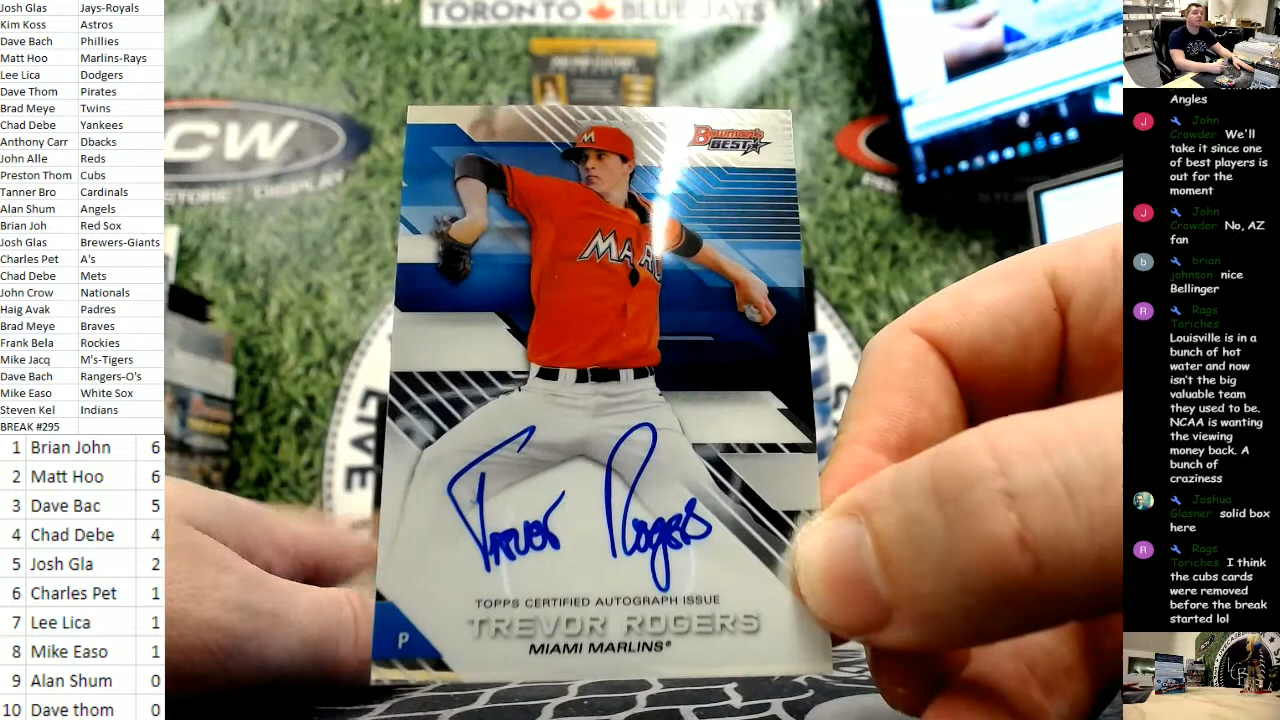 Josh Glas Jays-Royals
Kim Koss Astros
Dave Bach Phillies
Matt Hoo Marlins-Rays
Lee Lica Dodgers
Dave Thom Pirates
Brad Meye Twins
Chad Debe Yankees
Anthony Carr Dbacks
John Alle Reds
Preston Thom Cubs
Tanner Bro Cardinals
Alan Shum Angels
Brian Joh Red Sox
Josh Glas Brewers-Giants
Charles Pet A's
Chad Debe Mets
John Crow Nationals
Haig Avak Padres
Brad Meye Braves
Frank Bela Rockies
Mike Jacq M's-Tigers
Dave Bach Rangers-O's
Mike Easo White Sox
Steven Kel Indians
BREAK #295
1 Brian John 6
2 Matt Hoo 6
3 Dave Bac 5
4 Chad Debe 4
5 Josh Gla 2
6 Charles Pet 1
7 Lee Lica 1
8 Mike Easo 1
9 Alan Shum 0
10 Dave thom 0
TORONTO BLUE JAYS
CW
LIVE
Bowman's
BEST
MARL
Trevor Rogers
TOPPS CERTIFIED AUTOGRAPH ISSUE
TREVOR ROGERS
P
MIAMI MARLINS®
Angles
J John
Crowder We'll
take it since one
of best players is
out for the
moment
J John
Crowder No, AZ
fan
b brian
johnson nice
Bellinger
R Rags
Toriches
Louisville is in a
bunch of hot
water and now
isn't the big
valuable team
they used to be.
NCAA is wanting
the viewing
money back. A
bunch of
craziness
Joshua
Glasner solid box
here
R Rags
Toriches I think
the cubs cards
were removed
before the break
started lol